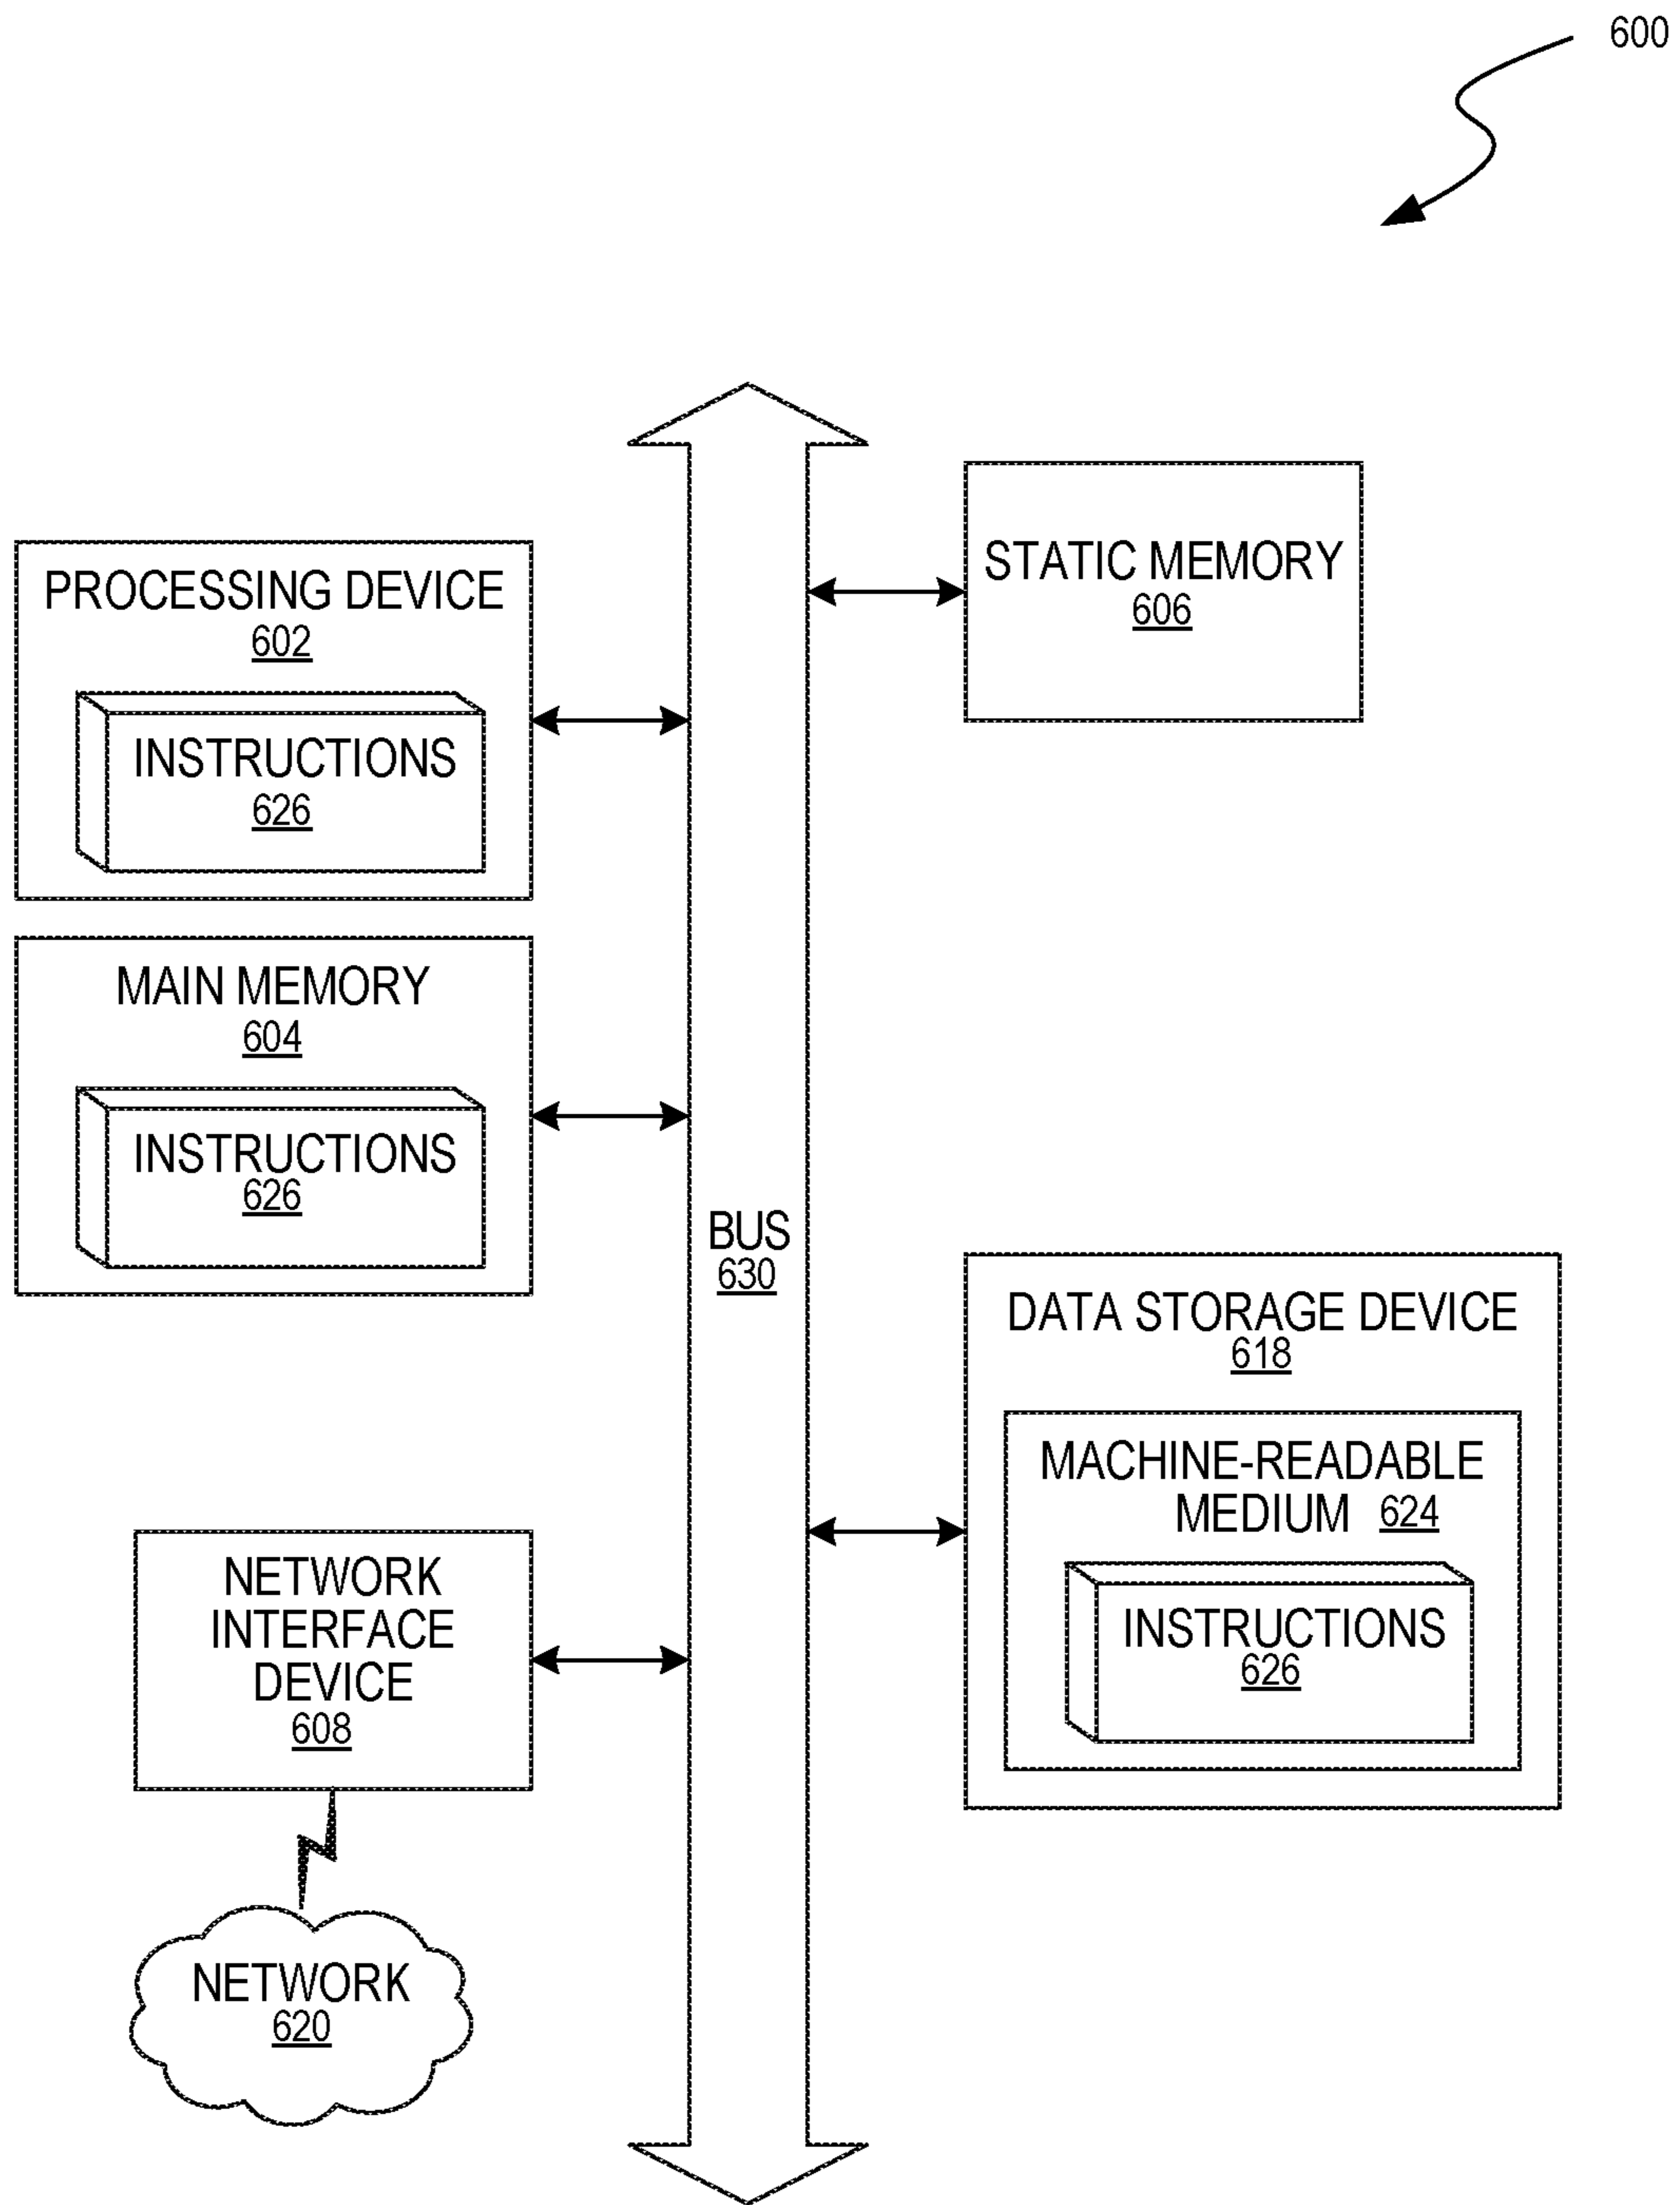 600
PROCESSING DEVICE
602
INSTRUCTIONS
626
STATIC MEMORY
606
MAIN MEMORY
604
INSTRUCTIONS
626
BUS
630
DATA STORAGE DEVICE
618
MACHINE-READABLE
MEDIUM 624
INSTRUCTIONS
626
NETWORK
INTERFACE
DEVICE
608
NETWORK
620